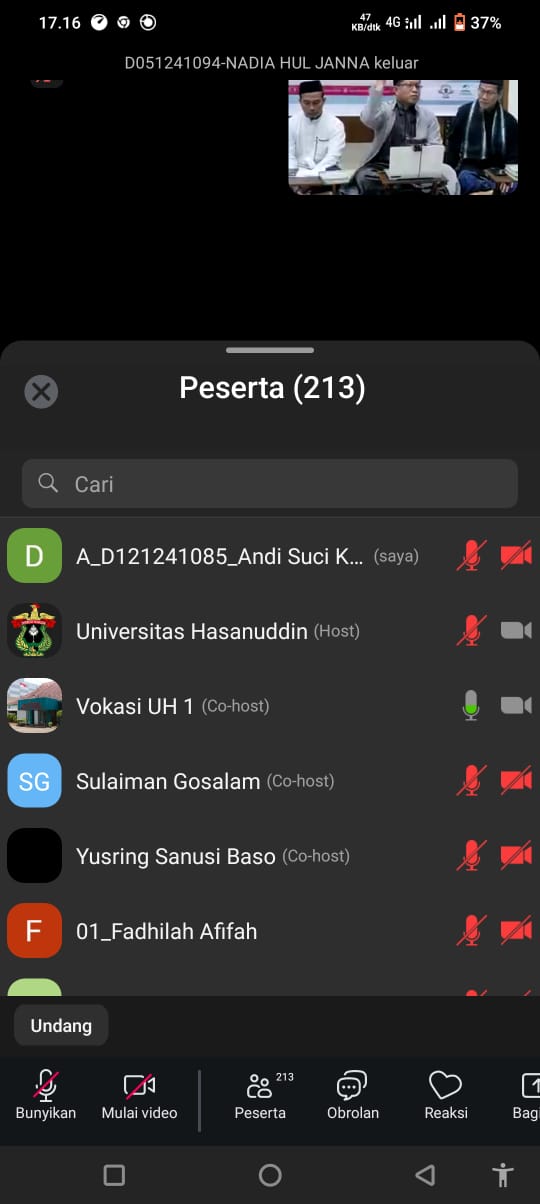 17.16
47
KB/dtk
4G
37%
D051241094-NADIA HUL JANNA keluar
Peserta (213)
Cari
D
A_D121241085_Andi Suci K... (saya)
Universitas Hasanuddin (Host)
Vokasi UH 1 (Co-host)
SG
Sulaiman Gosalam (Co-host)
Yusring Sanusi Baso (Co-host)
F
01_Fadhilah Afifah
Undang
213
Bunyikan Mulai video Peserta Obrolan Reaksi Bagi